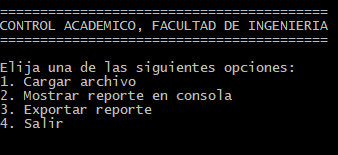 =========================================
CONTROL ACADEMICO, FACULTAD DE INGENIERIA
=========================================
Elija una de las siguientes opciones:
1. Cargar archivo
2. Mostrar reporte en consola
3. Exportar reporte
4. Salir